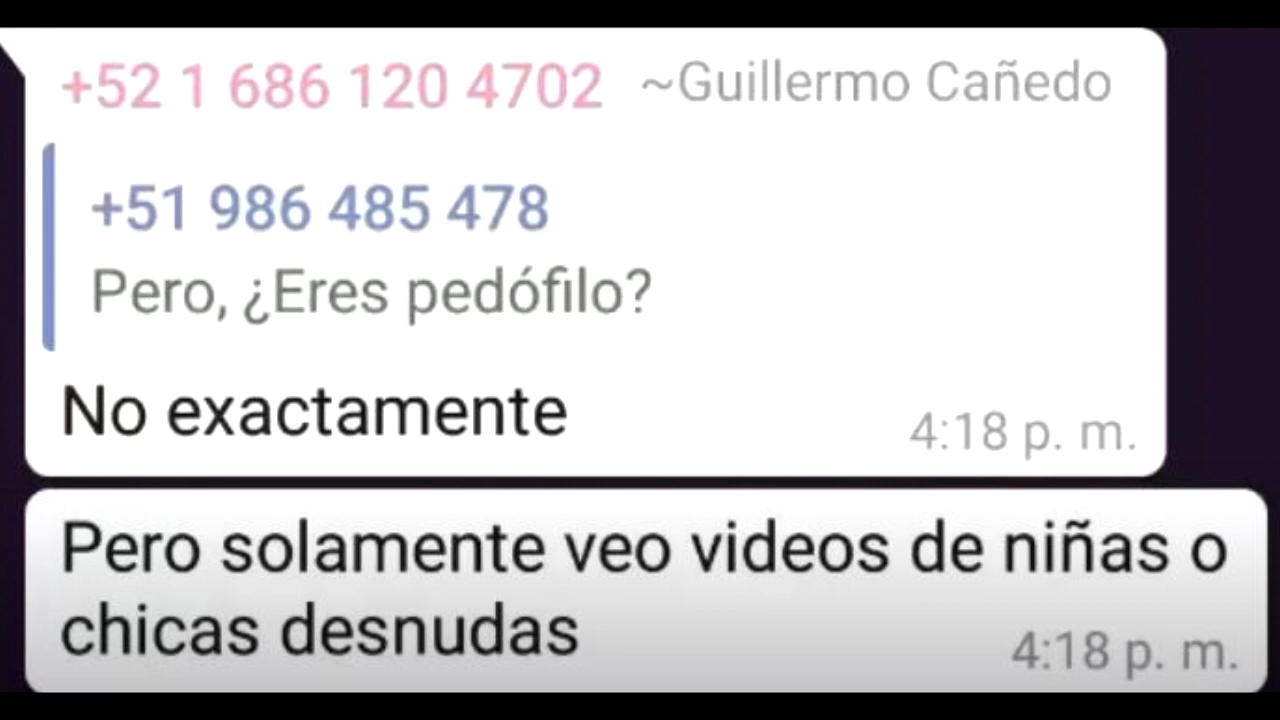 +52 1 686 120 4702 ~Guillermo Cañedo
+51 986 485 478
Pero, ¿Eres pedófilo?
No exactamente
4:18 p. m.
Pero solamente veo videos de niñas o
chicas desnudas
4:18 p. m.